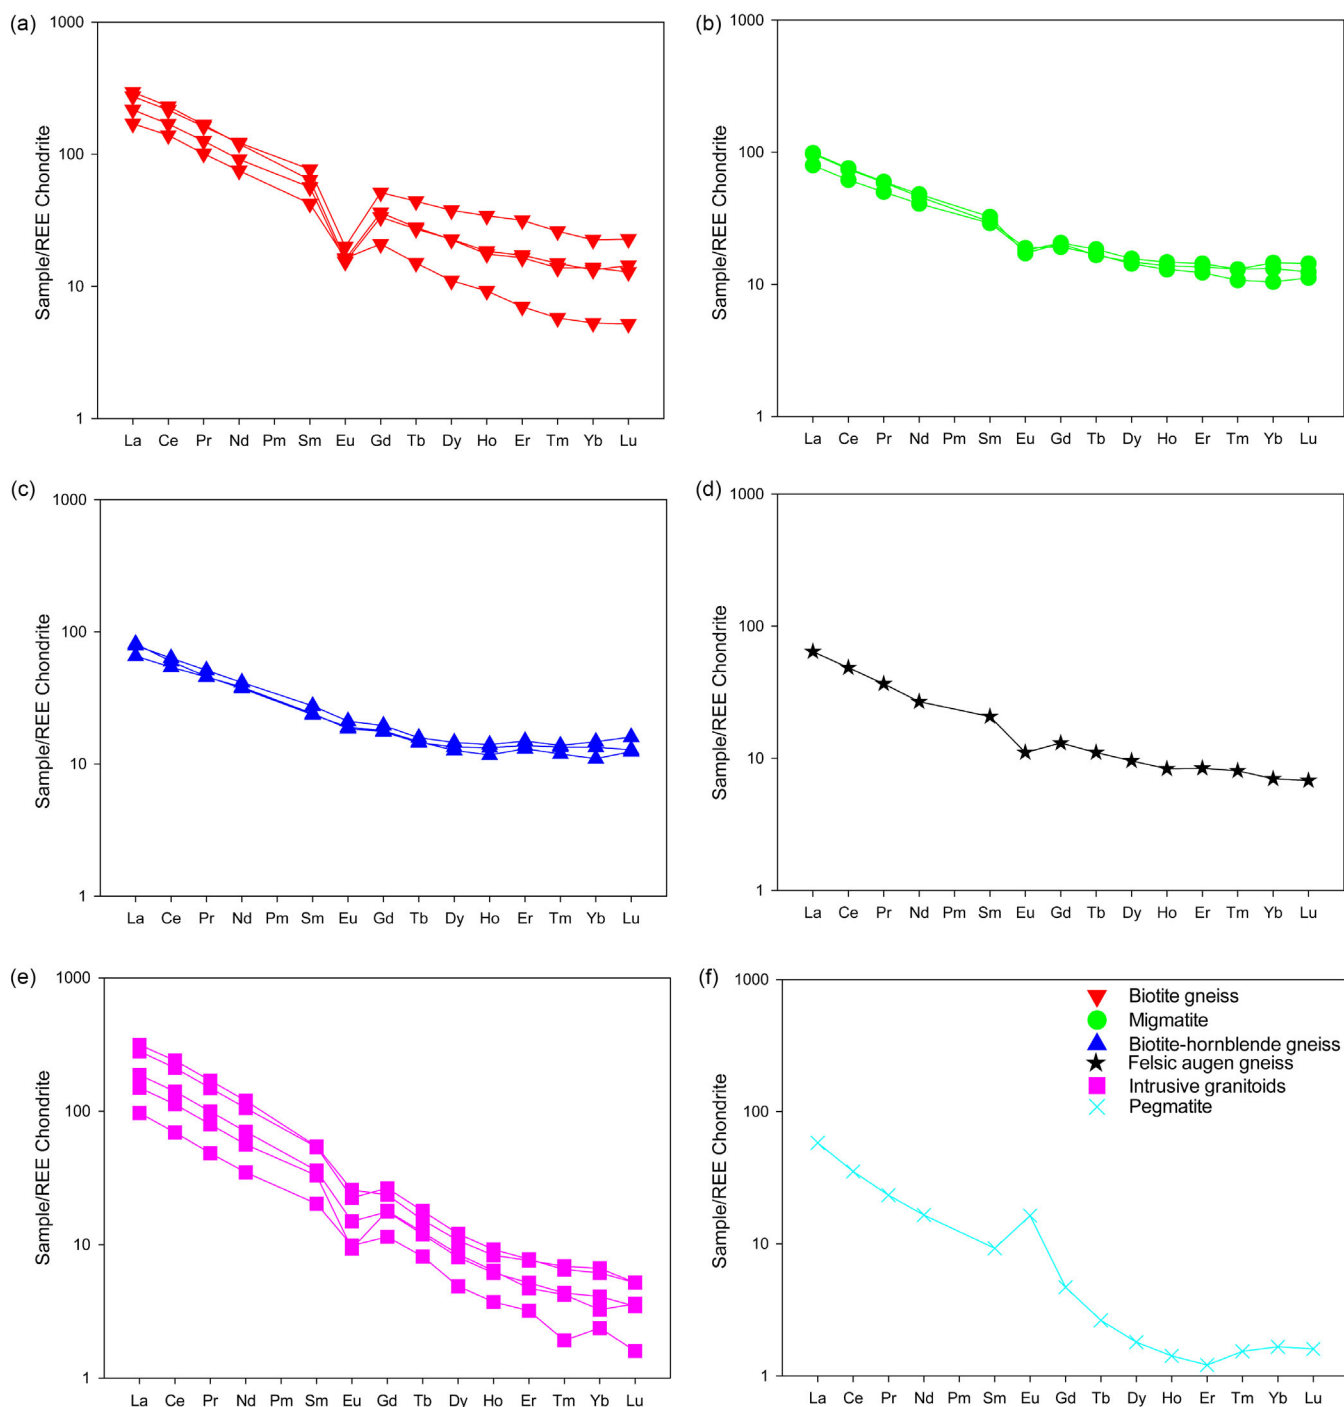 (a)
1000
100
10
1
Sample/REE Chondrite
La Ce Pr Nd Pm Sm Eu Gd Tb Dy Ho Er Tm Yb Lu
(b)
1000
100
10
1
Sample/REE Chondrite
La Ce Pr Nd Pm Sm Eu Gd Tb Dy Ho Er Tm Yb Lu
(c)
1000
100
10
1
Sample/REE Chondrite
La Ce Pr Nd Pm Sm Eu Gd Tb Dy Ho Er Tm Yb Lu
(d)
1000
100
10
1
Sample/REE Chondrite
La Ce Pr Nd Pm Sm Eu Gd Tb Dy Ho Er Tm Yb Lu
(e)
1000
100
10
1
Sample/REE Chondrite
La Ce Pr Nd Pm Sm Eu Gd Tb Dy Ho Er Tm Yb Lu
(f)
1000
100
10
1
Sample/REE Chondrite
Biotite gneiss
Migmatite
Biotite-hornblende gneiss
Felsic augen gneiss
Intrusive granitoids
Pegmatite
La Ce Pr Nd Pm Sm Eu Gd Tb Dy Ho Er Tm Yb Lu